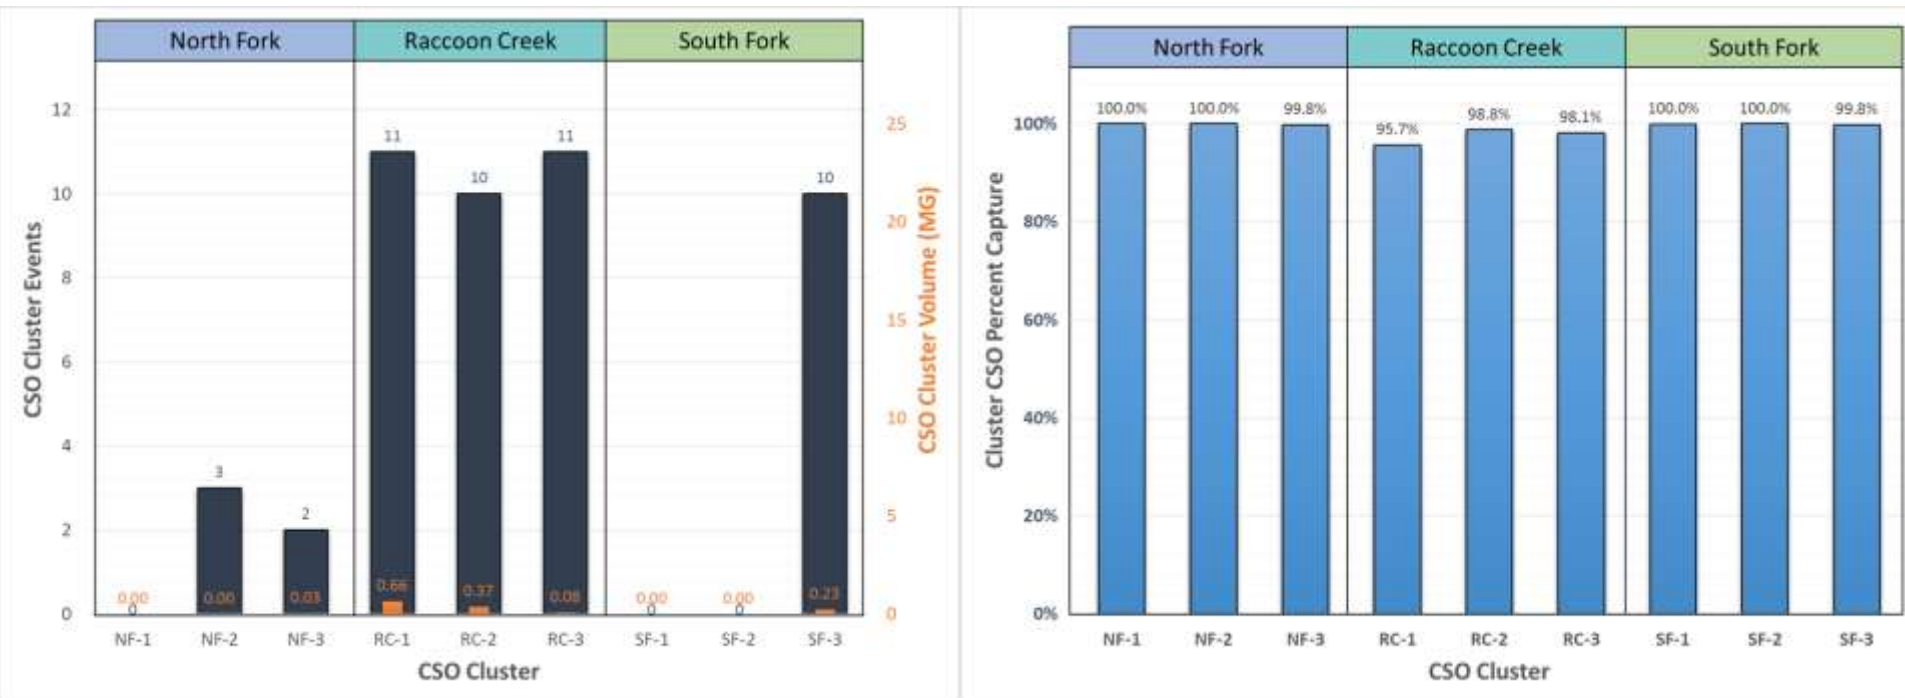 North Fork Raccoon Creek South Fork
12
10
8
6
4
2
0
CSO Cluster Events
25
20
15
10
5
0
CSO Cluster Volume (MG)
0 3 2 11 10 11 0 0 10
0.00 0.00 0.03 0.66 0.37 0.08 0.00 0.00 0.23
NF-1 NF-2 NF-3 RC-1 RC-2 RC-3 SF-1 SF-2 SF-3
CSO Cluster
North Fork Raccoon Creek South Fork
100%
80%
60%
40%
20%
0%
Cluster CSO Percent Capture
100.0% 100.0% 99.8% 95.7% 98.8% 98.1% 100.0% 100.0% 99.8%
NF-1 NF-2 NF-3 RC-1 RC-2 RC-3 SF-1 SF-2 SF-3
CSO Cluster